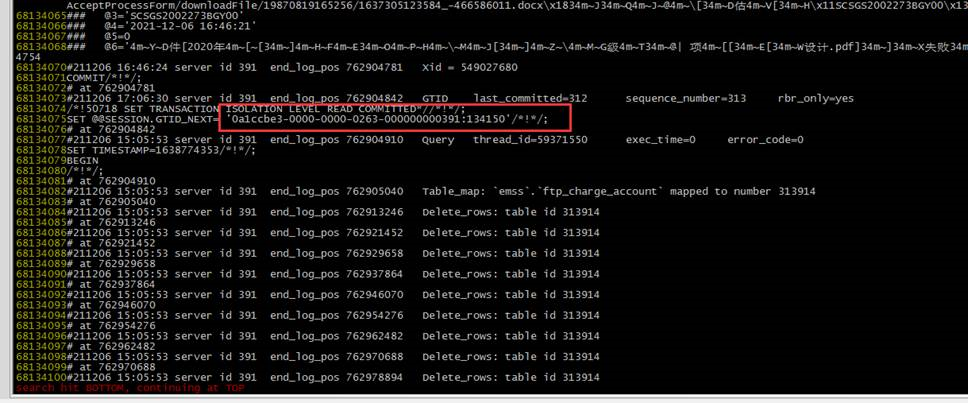 AcceptProcessForm/downloadFile/19870819165256/1637305123584_-466586011.docx\x1834m~J34m~Q4m~J~@4m~\[34m~D估4m~V[34m~H\x11SCSGS2002273BGY00\x13
68134065### @3='SCSGS2002273BGY00'
68134066### @4='2021-12-06 16:46:21'
68134067### @5=0
68134068### @6='4m~Y~D件[2020年4m~[~[34m~]4m~H~F4m~E34m~O4m~P~H4m~\~M4m~J[34m~]4m~Z~\4m~M~G级4m~T34m~@| 项4m~[[34m~E[34m~W设计.pdf]34m~]34m~X失败34m
4754
68134070#211206 16:46:24 server id 391 end_log_pos 762904781 Xid = 549027680
68134071COMMIT/*!*/;
68134072# at 762904781
68134073#211206 17:06:30 server id 391 end_log_pos 762904842 GTID last_committed=312 sequence_number=313 rbr_only=yes
68134074/*!50718 SET TRANSACTION ISOLATION LEVEL READ COMMITTED*//*!*/;
68134075SET @@SESSION.GTID_NEXT= '0a1ccbe3-0000-0000-0263-000000000391:134150'/*!*/;
68134076# at 762904842
68134077#211206 15:05:53 server id 391 end_log_pos 762904910 Query thread_id=59371550 exec_time=0 error_code=0
68134078SET TIMESTAMP=1638774353/*!*/;
68134079BEGIN
68134080/*!*/;
68134081# at 762904910
68134082#211206 15:05:53 server id 391 end_log_pos 762905040 Table_map: `emss`.`ftp_charge_account` mapped to number 313914
68134083# at 762905040
68134084#211206 15:05:53 server id 391 end_log_pos 762913246 Delete_rows: table id 313914
68134085# at 762913246
68134086#211206 15:05:53 server id 391 end_log_pos 762921452 Delete_rows: table id 313914
68134087# at 762921452
68134088#211206 15:05:53 server id 391 end_log_pos 762929658 Delete_rows: table id 313914
68134089# at 762929658
68134090#211206 15:05:53 server id 391 end_log_pos 762937864 Delete_rows: table id 313914
68134091# at 762937864
68134092#211206 15:05:53 server id 391 end_log_pos 762946070 Delete_rows: table id 313914
68134093# at 762946070
68134094#211206 15:05:53 server id 391 end_log_pos 762954276 Delete_rows: table id 313914
68134095# at 762954276
68134096#211206 15:05:53 server id 391 end_log_pos 762962482 Delete_rows: table id 313914
68134097# at 762962482
68134098#211206 15:05:53 server id 391 end_log_pos 762970688 Delete_rows: table id 313914
68134099# at 762970688
68134100#211206 15:05:53 server id 391 end_log_pos 762978894 Delete_rows: table id 313914
search hit BOTTOM, continuing at TOP